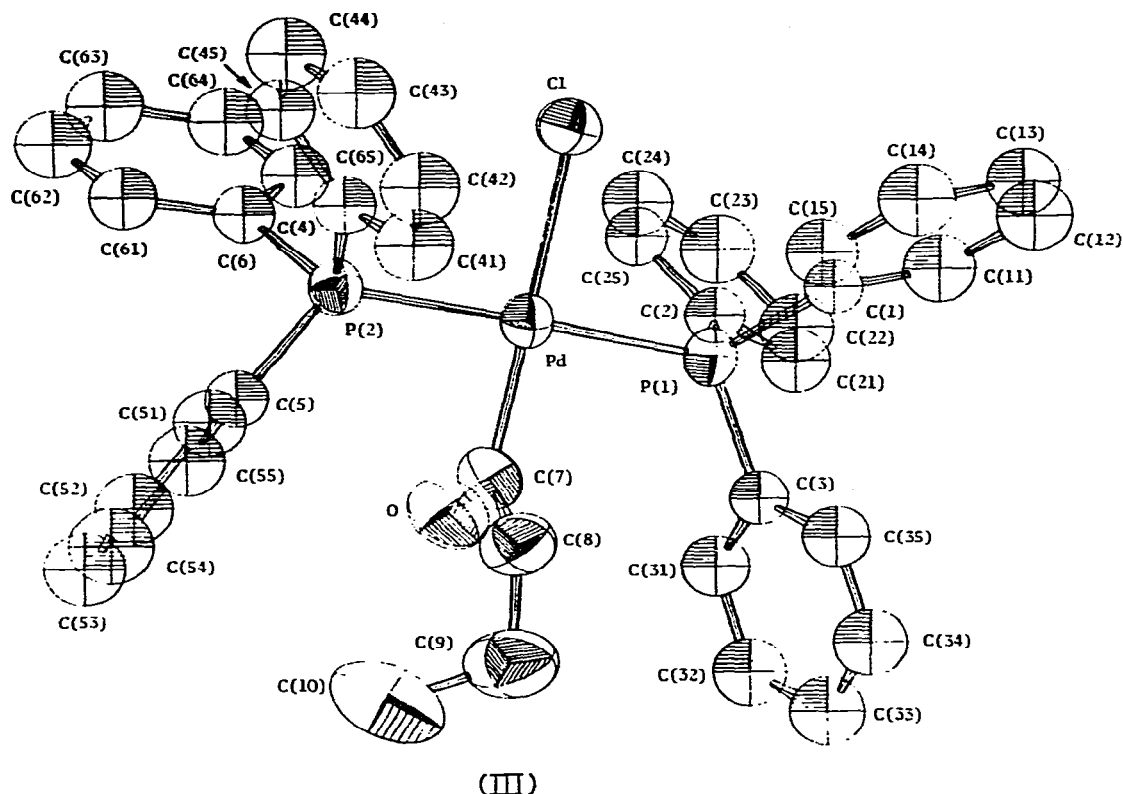 C(44)
C(63)
C(45)
C(64)
C(43)
Cl
C(65)
C(24)
C(14)
C(13)
C(42)
C(23)
C(62)
C(15)
C(12)
C(4)
C(61)
C(41)
C(6)
C(25)
C(11)
C(2)
C(1)
P(2)
C(22)
Pd
P(1)
C(21)
C(51)
C(5)
C(55)
C(7)
C(3)
C(52)
O
C(8)
C(35)
C(31)
C(54)
C(53)
C(9)
C(34)
C(32)
C(10)
C(33)
(III)